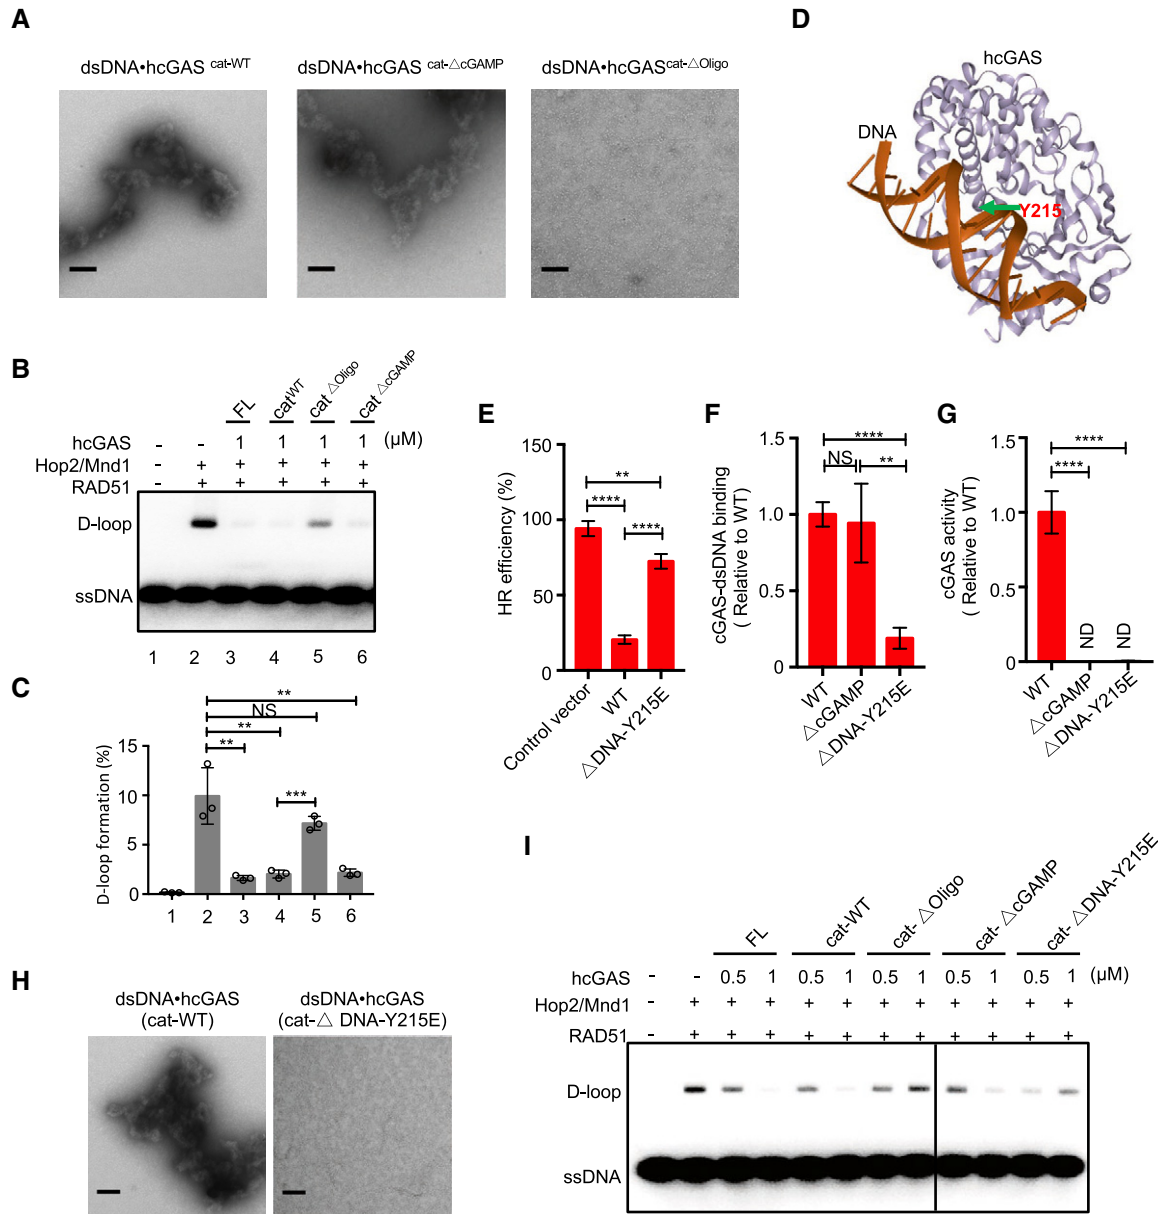 A
dsDNA•hcGAS cat-WT
dsDNA•hcGAS cat-△cGAMP
dsDNA•hcGAS cat-△Oligo
D
hcGAS
DNA
Y215
B
FL
cat WT
cat △Oligo
cat △cGAMP
hcGAS - - 1 1 1 1 (μM)
Hop2/Mnd1 - + + + + +
RAD51 - + + + + +
D-loop
ssDNA
1 2 3 4 5 6
C
D-loop formation (%)
15
10
5
0
**
NS
**
**
***
1 2 3 4 5 6
E
HR efficiency (%)
150
100
50
0
**
****
****
Control vector
WT
△DNA-Y215E
F
cGAS-dsDNA binding
( Relative to WT)
1.5
1.0
0.5
0
****
NS
**
WT
△cGAMP
△DNA-Y215E
G
cGAS activity
( Relative to WT)
1.5
1.0
0.5
0
****
****
ND
ND
WT
△cGAMP
△DNA-Y215E
H
dsDNA•hcGAS
(cat-WT)
dsDNA•hcGAS
(cat-△ DNA-Y215E)
I
FL
cat-WT
cat- △Oligo
cat- △cGAMP
cat- △DNA-Y215E
hcGAS - - 0.5 1 0.5 1 0.5 1 0.5 1 0.5 1 (μM)
Hop2/Mnd1 - + + + + + + + + + + +
RAD51 - + + + + + + + + + + +
D-loop
ssDNA